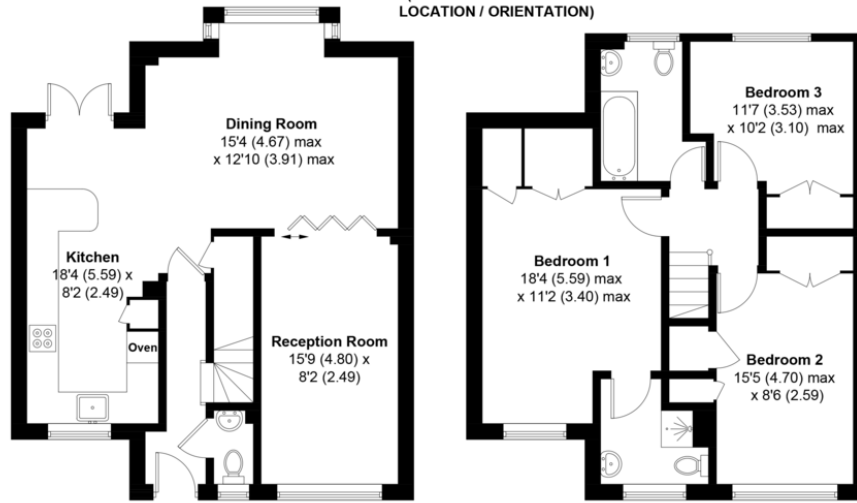 LOCATION / ORIENTATION)
Dining Room
15'4 (4.67) max
x 12'10 (3.91) max
Kitchen
18'4 (5.59) x
8'2 (2.49)
Oven
Reception Room
15'9 (4.80) x
8'2 (2.49)
Bedroom 3
11'7 (3.53) max
x 10'2 (3.10) max
Bedroom 1
18'4 (5.59) max
x 11'2 (3.40) max
Bedroom 2
15'5 (4.70) max
x 8'6 (2.59)